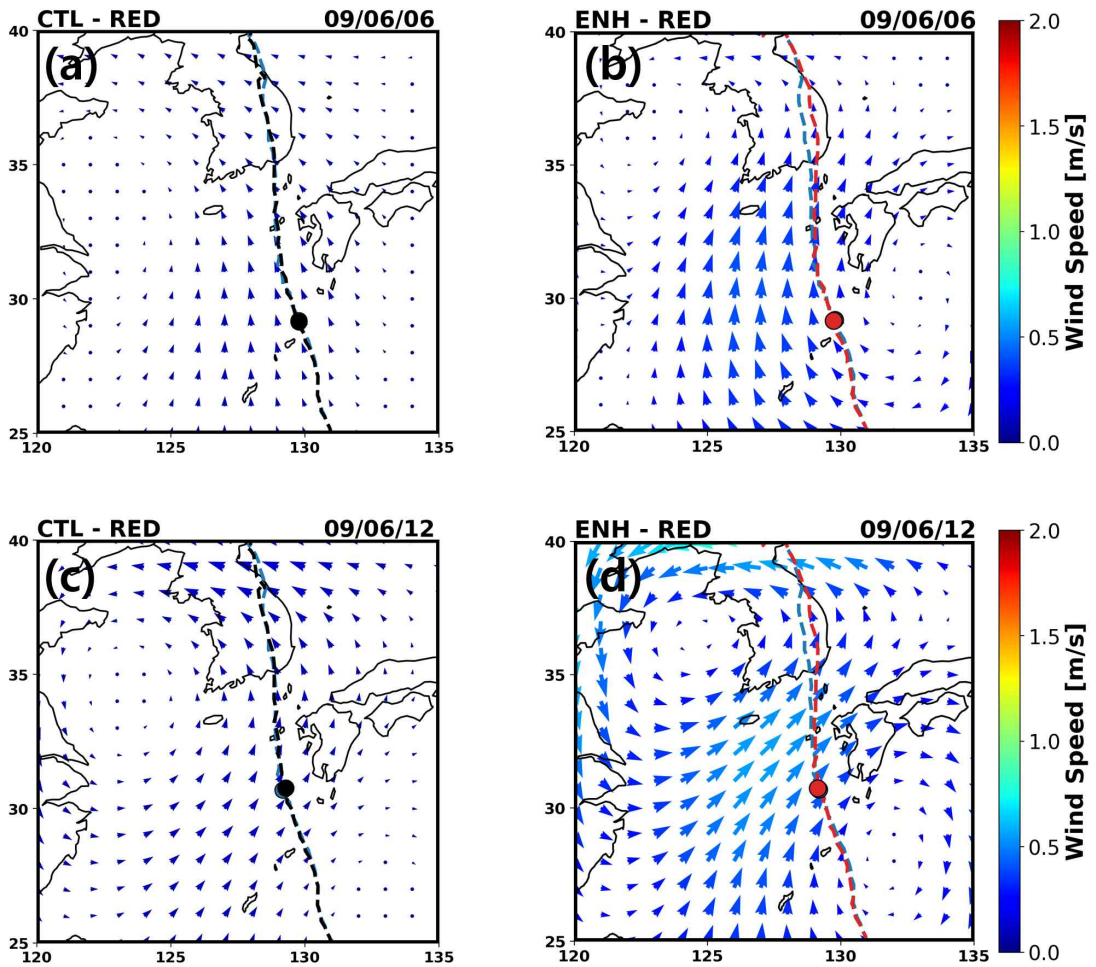 CTL - RED 09/06/06 ENH - RED 09/06/06
(a) (b)
40 40 2.0
35 35 1.5
30 30 1.0
0.5
25 25 0.0
120 125 130 135 120 125 130 135
Wind Speed [m/s]
CTL - RED 09/06/12 ENH - RED 09/06/12
(c) (d)
40 40 2.0
35 35 1.5
30 30 1.0
0.5
25 25 0.0
120 125 130 135 120 125 130 135
Wind Speed [m/s]